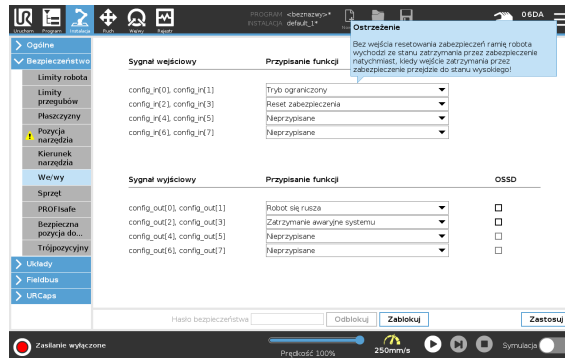 PROGRAM <beznazwy>*
INSTALACJA default_1*
Uruchom Program Instalacja Ruch We/Wy Rejestr
06DA
Ostrzeżenie
Bez wejścia resetowania zabezpieczeń ramię robota
wychodzi ze stanu zatrzymania przez zabezpieczenie
natychmiast, kiedy wejście zatrzymania przez
zabezpieczenie przejdzie do stanu wysokiego!
Ogólne
Bezpieczeństwo
Limity robota
Limity
przegubów
Płaszczyzny
Pozycja
narzędzia
Kierunek
narzędzia
We/wy
Sprzęt
PROFIsafe
Bezpieczna
pozycja do...
Trójpozycyjny
Układy
Fieldbus
URCaps
Sygnał wejściowy Przypisanie funkcji
config_in[0], config_in[1] Tryb ograniczony
config_in[2], config_in[3] Reset zabezpieczenia
config_in[4], config_in[5] Nieprzypisane
config_in[6], config_in[7] Nieprzypisane
Sygnał wyjściowy Przypisanie funkcji OSSD
config_out[0], config_out[1] Robot się rusza
config_out[2], config_out[3] Zatrzymanie awaryjne systemu
config_out[4], config_out[5] Nieprzypisane
config_out[6], config_out[7] Nieprzypisane
Hasło bezpieczeństwa Odblokuj Zablokuj Zastosuj
Zasilanie wyłączone
Prędkość 100%
250mm/s
Symulacja